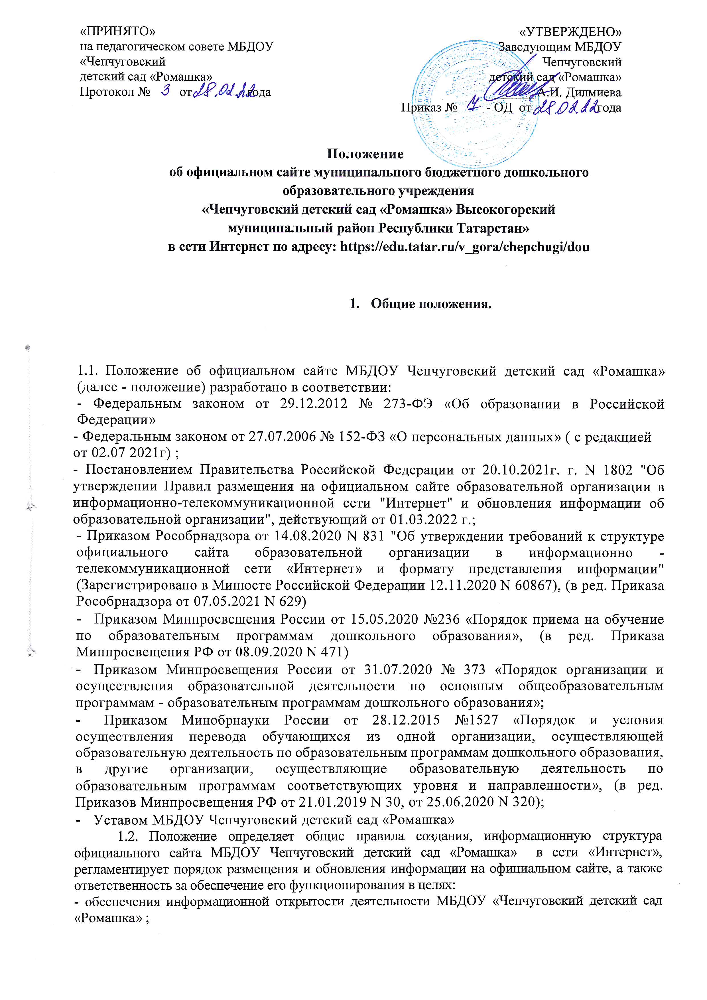 «ПРИНЯТО»
на педагогическом совете МБДОУ
«Чепчуговский
детский сад «Ромашка»
Протокол № 3 от 28.02.22 года
«УТВЕРЖДЕНО»
Заведующим МБДОУ
Чепчуговский
детский сад «Ромашка»
А.И. Дилмиева
Приказ № - ОД от 28.02.22 года
Положение
об официальном сайте муниципального бюджетного дошкольного
образовательного учреждения
«Чепчуговский детский сад «Ромашка» Высокогорский
муниципальный район Республики Татарстан»
в сети Интернет по адресу: https://edu.tatar.ru/v_gora/chepchugi/dou
1. Общие положения.
1.1. Положение об официальном сайте МБДОУ Чепчуговский детский сад «Ромашка»
(далее - положение) разработано в соответствии:
- Федеральным законом от 29.12.2012 № 273-ФЭ «Об образовании в Российской
Федерации»
- Федеральным законом от 27.07.2006 № 152-ФЗ «О персональных данных» ( с редакцией
от 02.07 2021г) ;
- Постановлением Правительства Российской Федерации от 20.10.2021г. г. N 1802 "Об
утверждении Правил размещения на официальном сайте образовательной организации в
информационно-телекоммуникационной сети "Интернет" и обновления информации об
образовательной организации", действующий от 01.03.2022 г.;
- Приказом Рособрнадзора от 14.08.2020 N 831 "Об утверждении требований к структуре
официального сайта образовательной организации в информационно -
телекоммуникационной сети «Интернет» и формату представления информации"
(Зарегистрировано в Минюсте Российской Федерации 12.11.2020 N 60867), (в ред. Приказа
Рособрнадзора от 07.05.2021 N 629)
- Приказом Минпросвещения России от 15.05.2020 №236 «Порядок приема на обучение
по образовательным программам дошкольного образования», (в ред. Приказа
Минпросвещения РФ от 08.09.2020 N 471)
- Приказом Минпросвещения России от 31.07.2020 № 373 «Порядок организации и
осуществления образовательной деятельности по основным общеобразовательным
программам - образовательным программам дошкольного образования»;
- Приказом Минобрнауки России от 28.12.2015 №1527 «Порядок и условия
осуществления перевода обучающихся из одной организации, осуществляющей
образовательную деятельность по образовательным программам дошкольного образования,
в другие организации, осуществляющие образовательную деятельность по
образовательным программам соответствующих уровня и направленности», (в ред.
Приказов Минпросвещения РФ от 21.01.2019 N 30, от 25.06.2020 N 320);
- Уставом МБДОУ Чепчуговский детский сад «Ромашка»
1.2. Положение определяет общие правила создания, информационную структура
официального сайта МБДОУ Чепчуговский детский сад «Ромашка» в сети «Интернет»,
регламентирует порядок размещения и обновления информации на официальном сайте, а также
ответственность за обеспечение его функционирования в целях:
- обеспечения информационной открытости деятельности МБДОУ «Чепчуговский детский сад
«Ромашка» ;